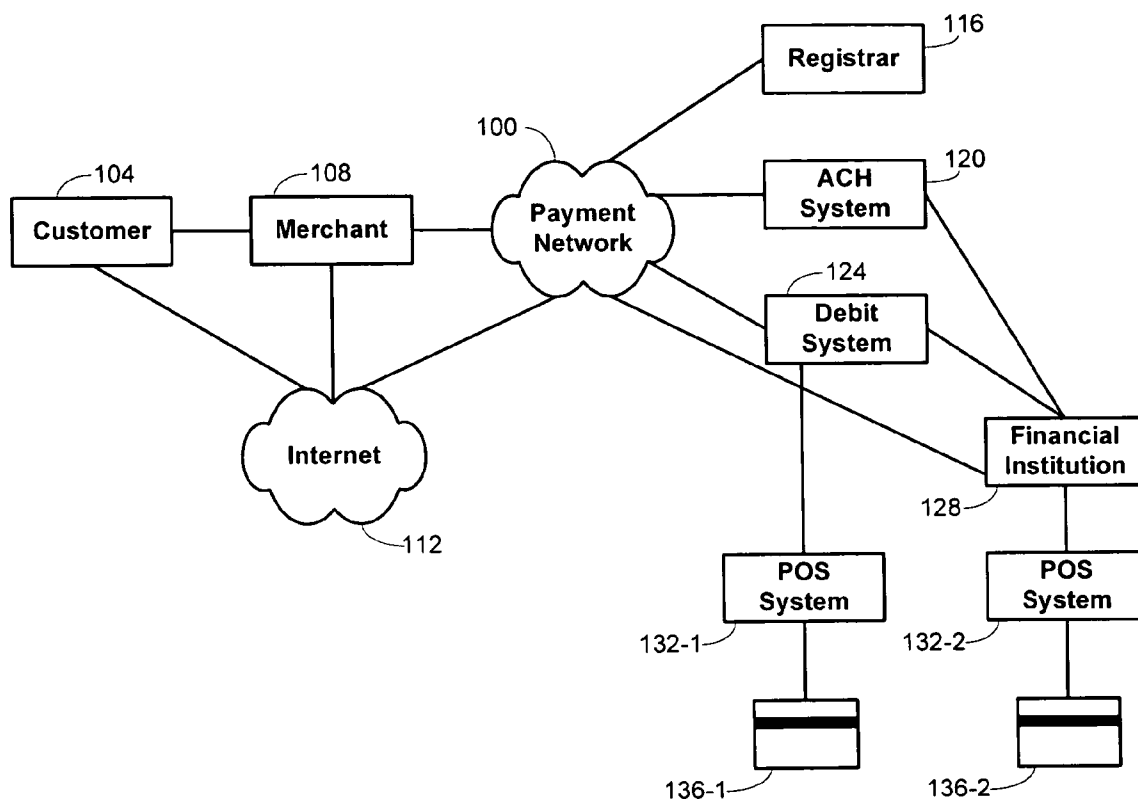 116
Registrar
100
120
104
108
ACH
System
Customer
Merchant
Payment
Network
124
Debit
System
Internet
Financial
Institution
128
112
POS
System
POS
System
132-1
132-2
136-1
136-2